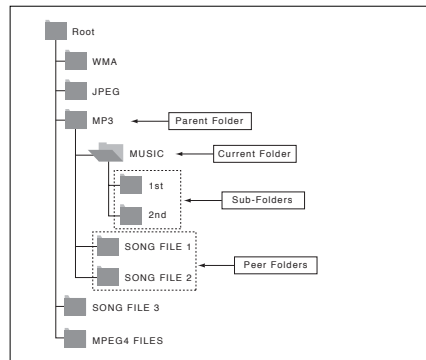 Root
WMA
JPEG
MP3
Parent Folder
MUSIC
Current Folder
1st
2nd
Sub-Folders
SONG FILE 1
SONG FILE 2
Peer Folders
SONG FILE 3
MPEG4 FILES